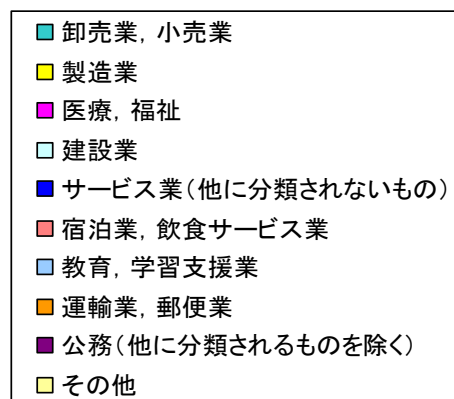 卸売業，小売業
製造業
医療，福祉
建設業
サービス業（他に分類されないもの）
宿泊業，飲食サービス業
教育，学習支援業
運輸業，郵便業
公務（他に分類されるものを除く）
その他